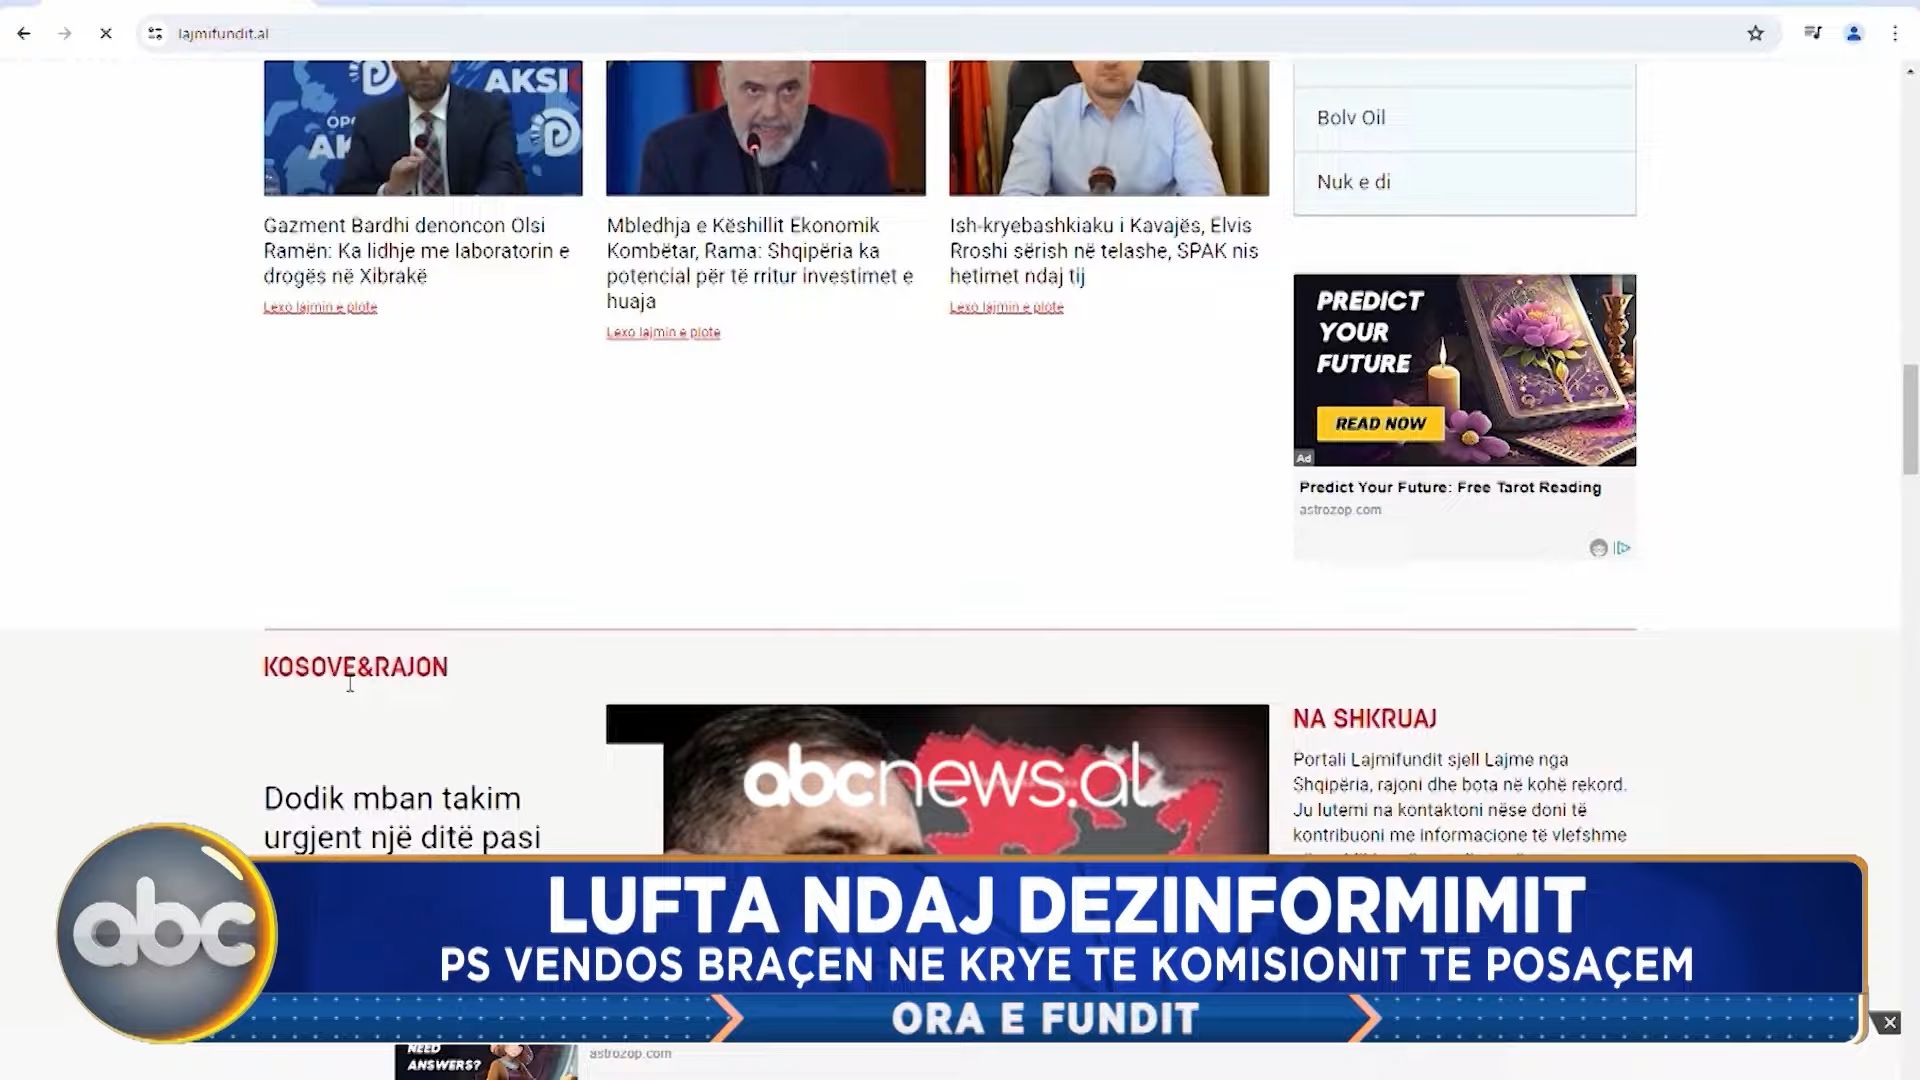 lajmifundit.al
AKSI
OPO
AK
Gazment Bardhi denoncon Olsi
Ramën: Ka lidhje me laboratorin e
drogës në Xibrakë
Lexo lajmin e plote
Mbledhja e Këshillit Ekonomik
Kombëtar, Rama: Shqipëria ka
potencial për të rritur investimet e
huaja
Lexo lajmin e plote
Ish-kryebashkiaku i Kavajës, Elvis
Rroshi sërish në telashe, SPAK nis
hetimet ndaj tij
Lexo lajmin e plote
Bolv Oil
Nuk e di
PREDICT
YOUR
FUTURE
READ NOW
Ad
Predict Your Future: Free Tarot Reading
astrozop.com
KOSOVE&RAJON
Dodik mban takim
urgjent një ditë pasi
abcnews.al
NA SHKRUAJ
Portali Lajmifundit sjell Lajme nga
Shqipëria, rajoni dhe bota në kohë rekord.
Ju lutemi na kontaktoni nëse doni të
kontribuoni me informacione të vlefshme
abc
LUFTA NDAJ DEZINFORMIMIT
PS VENDOS BRAÇEN NE KRYE TE KOMISIONIT TE POSAÇEM
ORA E FUNDIT
NEED
ANSWERS?
astrozop.com